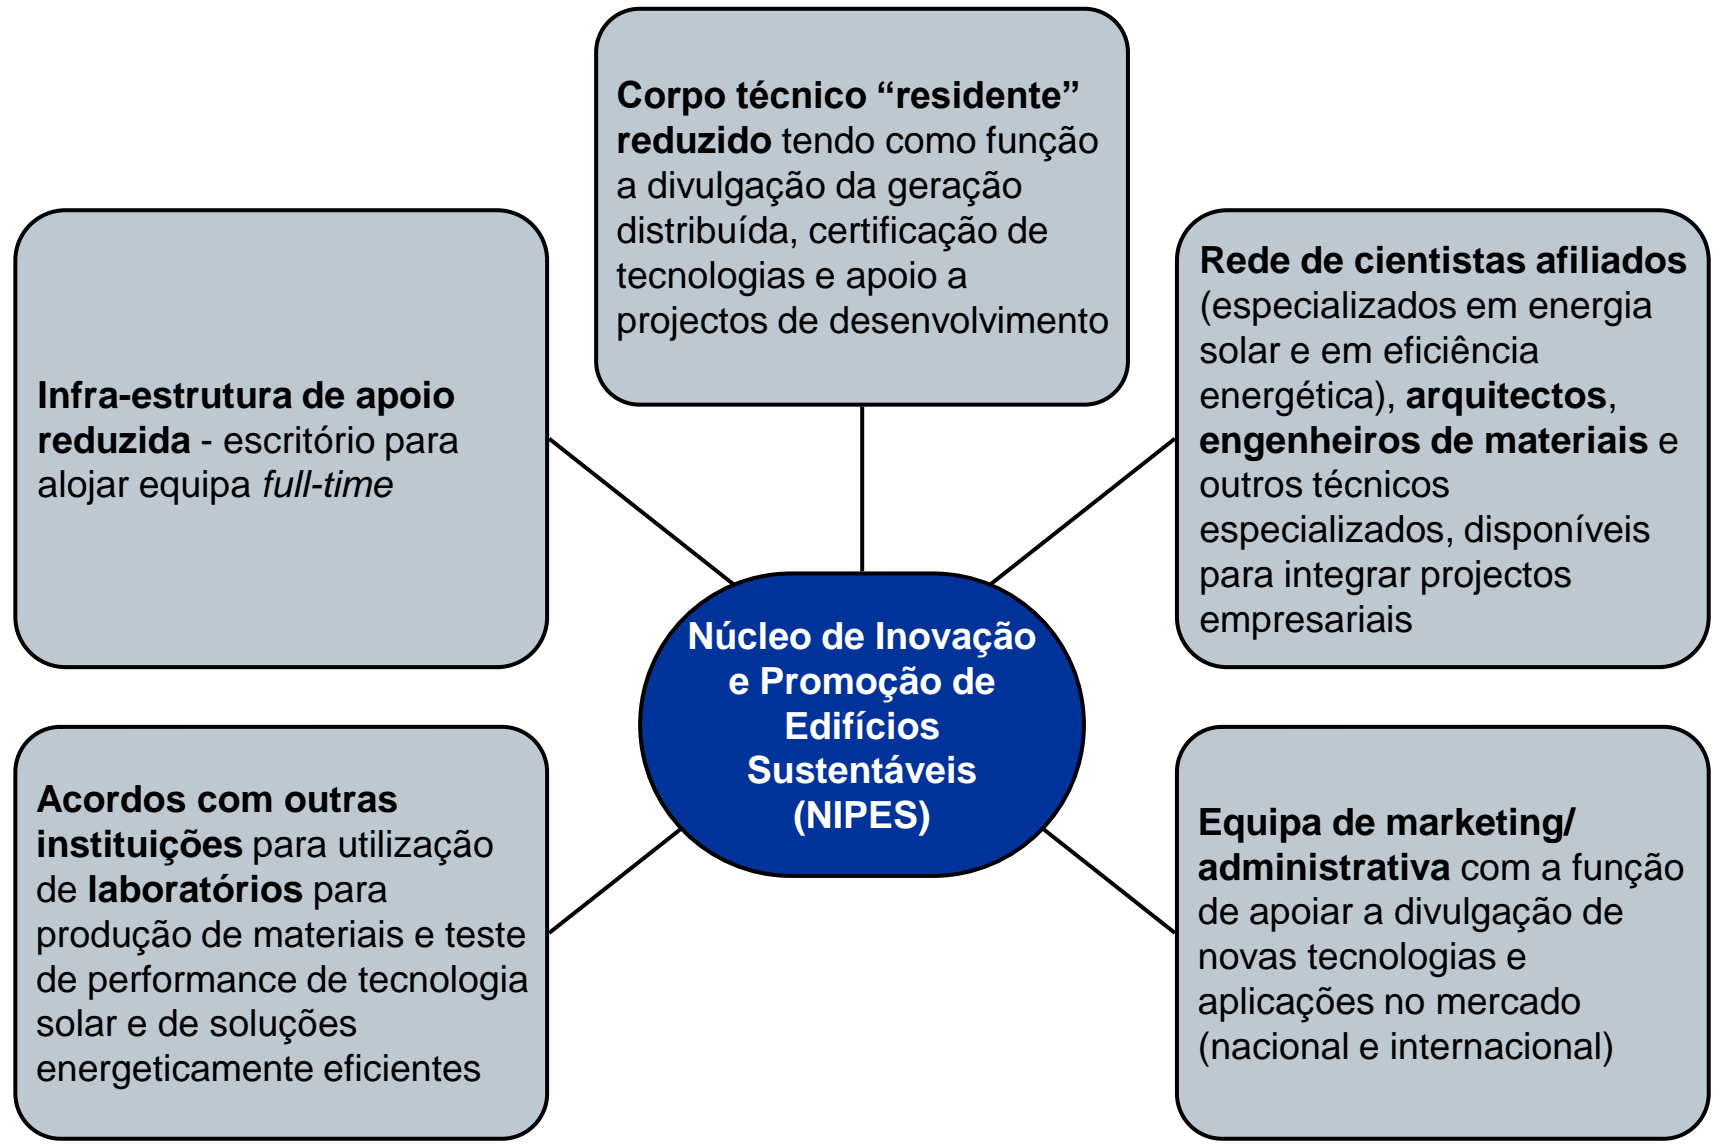 Corpo técnico “residente”
reduzido tendo como função
a divulgação da geração
distribuída, certificação de
tecnologias e apoio a
projectos de desenvolvimento
Infra-estrutura de apoio
reduzida - escritório para
alojar equipa full-time
Rede de cientistas afiliados
(especializados em energia
solar e em eficiência
energética), arquitectos,
engenheiros de materiais e
outros técnicos
especializados, disponíveis
para integrar projectos
empresariais
Núcleo de Inovação
e Promoção de
Edifícios
Sustentáveis
(NIPES)
Acordos com outras
instituições para utilização
de laboratórios para
produção de materiais e teste
de performance de tecnologia
solar e de soluções
energeticamente eficientes
Equipa de marketing/
administrativa com a função
de apoiar a divulgação de
novas tecnologias e
aplicações no mercado
(nacional e internacional)